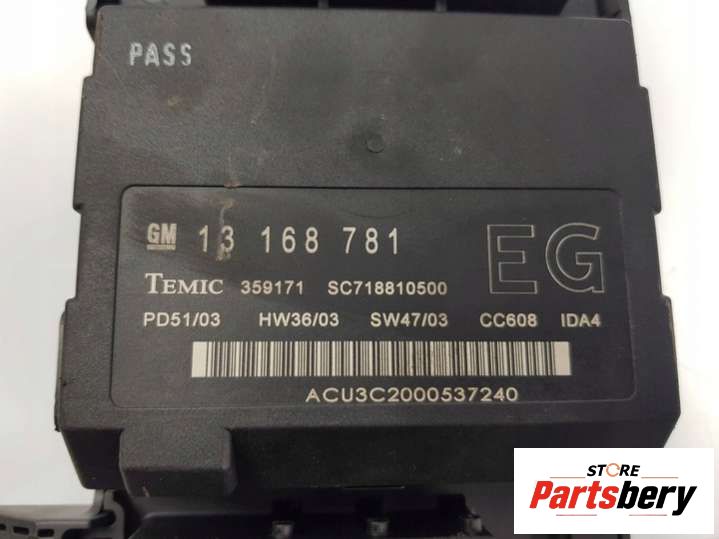 PASS
GM 13 168 781 EG
TEMIC 359171 SC718810500
PD51/03 HW36/03 SW47/03 CC608 IDA4
ACU3C2000537240
STORE
Partsbery